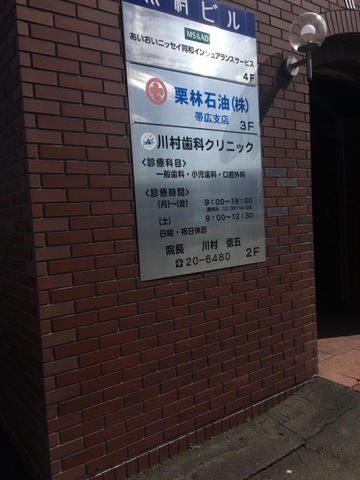 帆ビル
MS&AD
あいおいニッセイ同和インシュアランスサービス
4F
栗林石油(株)
帯広支店
3F
川村歯科クリニック
<診療科目>
一般歯科・小児歯科・口腔外科
<診療時間>
(月)〜(金) 9:00〜19:00
(土) 9:00〜12:30
日曜・祝日休診
院長 川村 信五
☎20-6480 2F